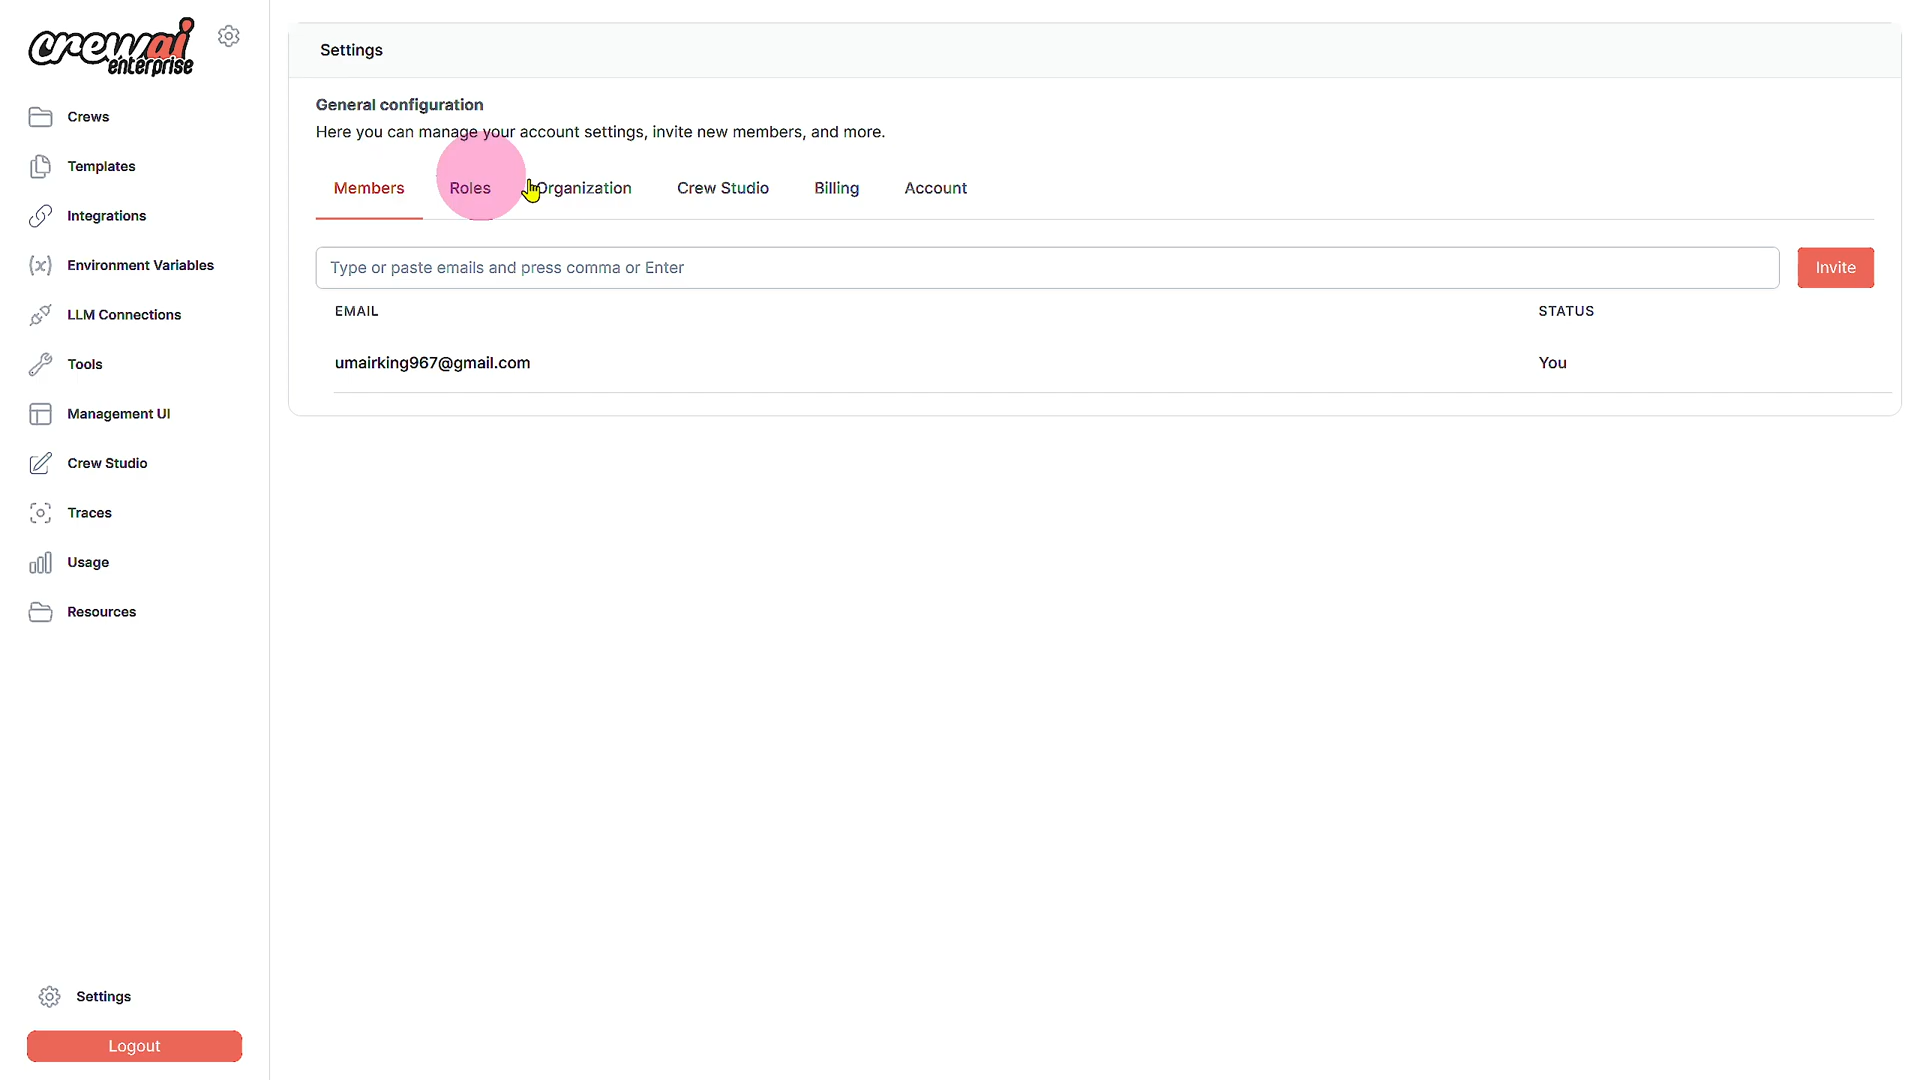 crewai
enterprise
Crews
Templates
Integrations
Environment Variables
LLM Connections
Tools
Management UI
Crew Studio
Traces
Usage
Resources
Settings
Logout
Settings
General configuration
Here you can manage your account settings, invite new members, and more.
Members Roles Organization Crew Studio Billing Account
Type or paste emails and press comma or Enter Invite
EMAIL STATUS
umairking967@gmail.com You